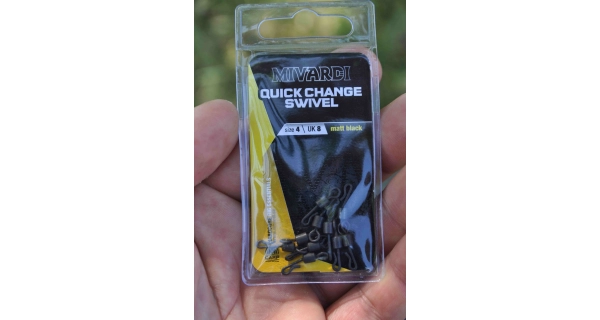 MIVARDI
QUICK CHANGE
SWIVEL
size 4 \ UK 8
matt black